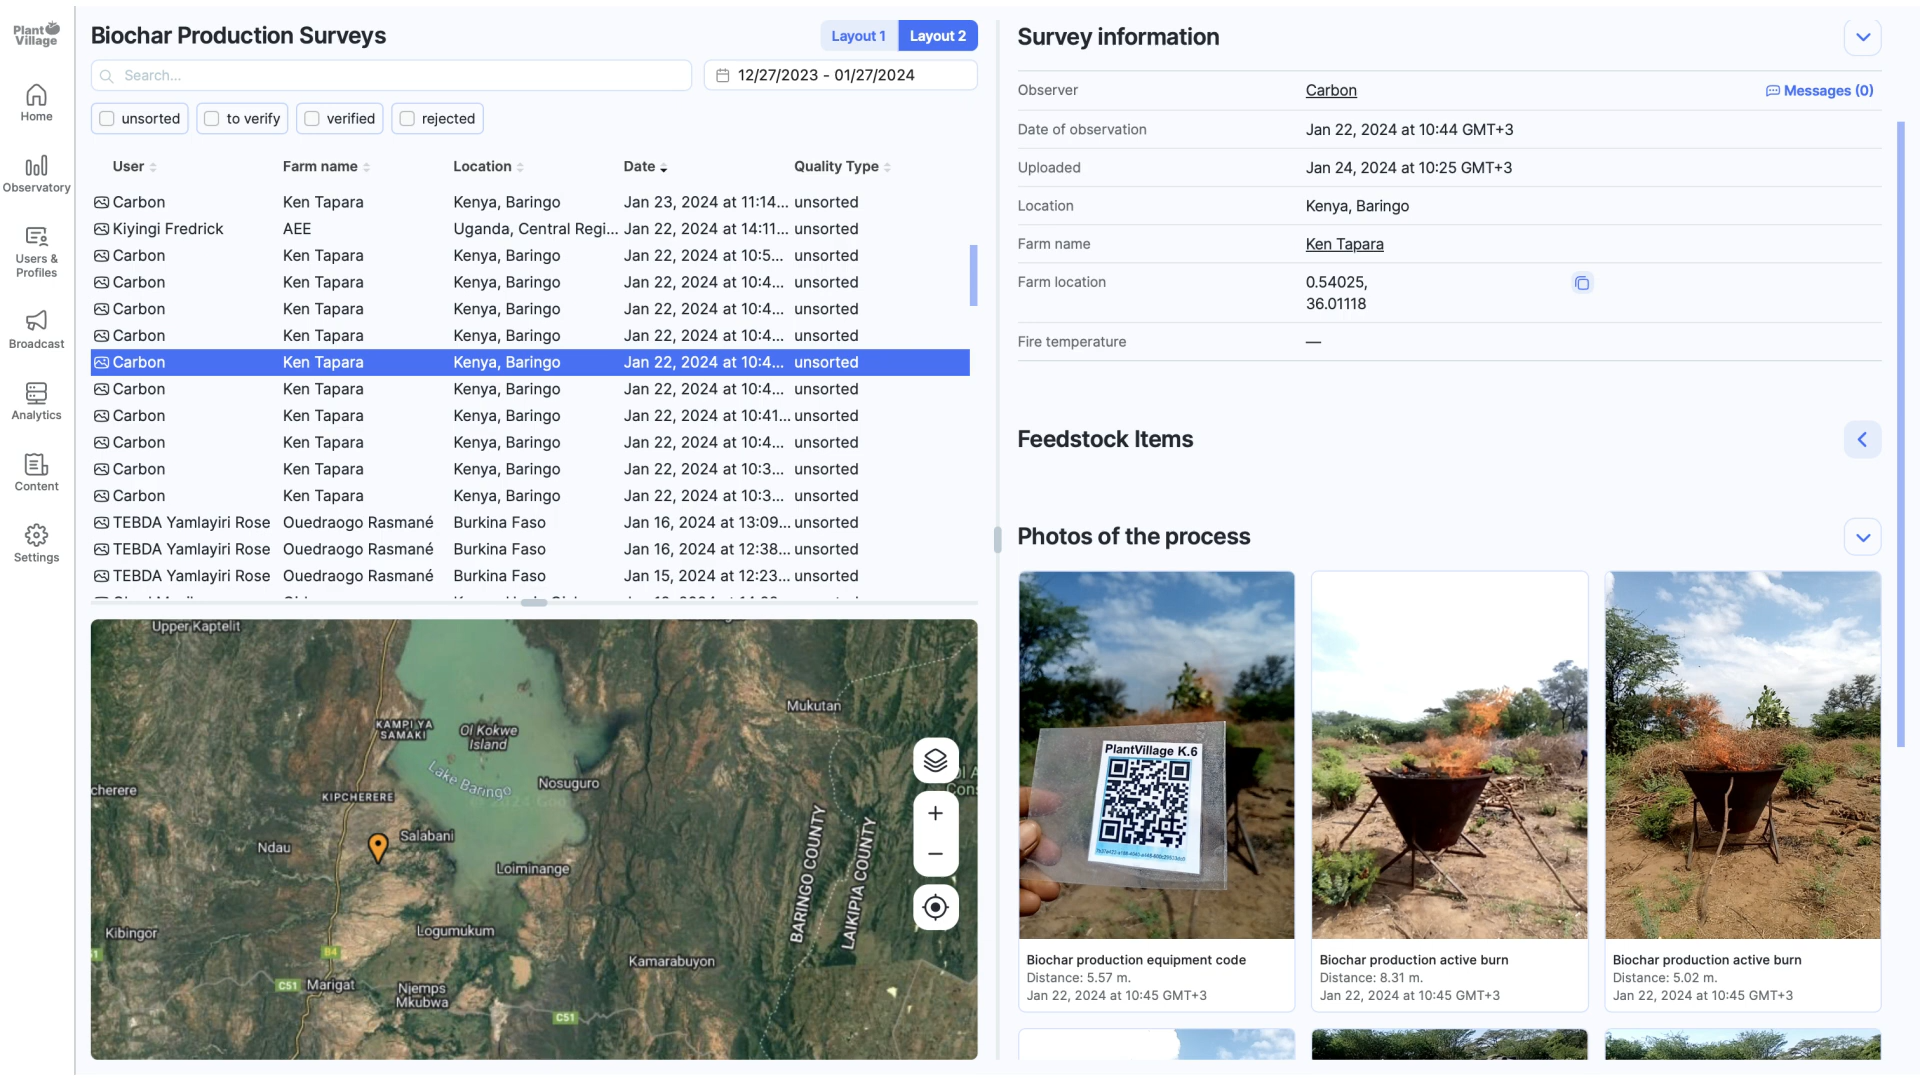 Plant
Village
Home
Observatory
Users &
Profiles
Broadcast
Analytics
Content
Settings
Biochar Production Surveys
Layout 1
Layout 2
Search...
12/27/2023 - 01/27/2024
unsorted
to verify
verified
rejected
User Farm name Location Date Quality Type
Carbon Ken Tapara Kenya, Baringo Jan 23, 2024 at 11:14... unsorted
Kiyingi Fredrick AEE Uganda, Central Regi... Jan 22, 2024 at 14:11... unsorted
Carbon Ken Tapara Kenya, Baringo Jan 22, 2024 at 10:5... unsorted
Carbon Ken Tapara Kenya, Baringo Jan 22, 2024 at 10:4... unsorted
Carbon Ken Tapara Kenya, Baringo Jan 22, 2024 at 10:4... unsorted
Carbon Ken Tapara Kenya, Baringo Jan 22, 2024 at 10:4... unsorted
Carbon Ken Tapara Kenya, Baringo Jan 22, 2024 at 10:4... unsorted
Carbon Ken Tapara Kenya, Baringo Jan 22, 2024 at 10:4... unsorted
Carbon Ken Tapara Kenya, Baringo Jan 22, 2024 at 10:41... unsorted
Carbon Ken Tapara Kenya, Baringo Jan 22, 2024 at 10:4... unsorted
Carbon Ken Tapara Kenya, Baringo Jan 22, 2024 at 10:3... unsorted
Carbon Ken Tapara Kenya, Baringo Jan 22, 2024 at 10:3... unsorted
TEBDA Yamlayiri Rose Ouedraogo Rasmané Burkina Faso Jan 16, 2024 at 13:09... unsorted
TEBDA Yamlayiri Rose Ouedraogo Rasmané Burkina Faso Jan 16, 2024 at 12:38... unsorted
TEBDA Yamlayiri Rose Ouedraogo Rasmané Burkina Faso Jan 15, 2024 at 12:23... unsorted
Upper Kaptelit
Mukutan
KAMPI YA
SAMAKI
Ol Kokwe
Island
Lake Baringo
Nosuguro
cherere
KIPCHERERE
Salabani
Ndau
Loiminange
BARINGO COUNTY
LAIKIPIA COUNTY
Kibingor
Logumukum
B4
Kamarabuyon
C51
Marigat
Njemps
Mkubwa
C51
Survey information
Observer Carbon Messages (0)
Date of observation Jan 22, 2024 at 10:44 GMT+3
Uploaded Jan 24, 2024 at 10:25 GMT+3
Location Kenya, Baringo
Farm name Ken Tapara
Farm location 0.54025,
36.01118
Fire temperature —
Feedstock Items
Photos of the process
PlantVillage K.6
Biochar production equipment code
Distance: 5.57 m.
Jan 22, 2024 at 10:45 GMT+3
Biochar production active burn
Distance: 8.31 m.
Jan 22, 2024 at 10:45 GMT+3
Biochar production active burn
Distance: 5.02 m.
Jan 22, 2024 at 10:45 GMT+3